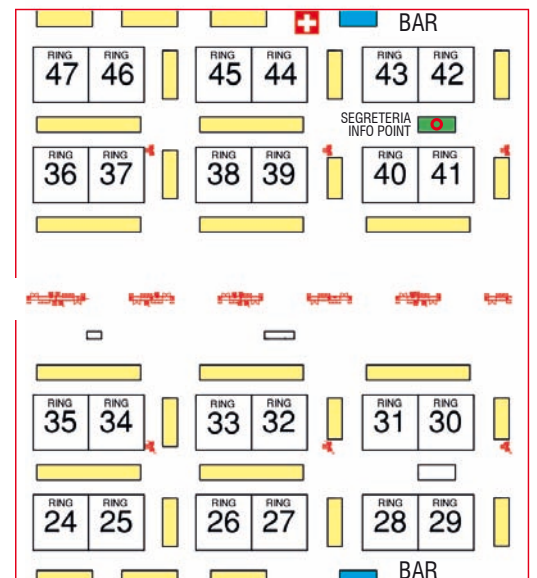 BAR
RING RING RING RING RING RING
47 46 45 44 43 42
SEGRETERIA
INFO POINT
RING RING RING RING RING RING
36 37 38 39 40 41
RING RING RING RING RING RING
35 34 33 32 31 30
RING RING RING RING RING RING
24 25 26 27 28 29
BAR